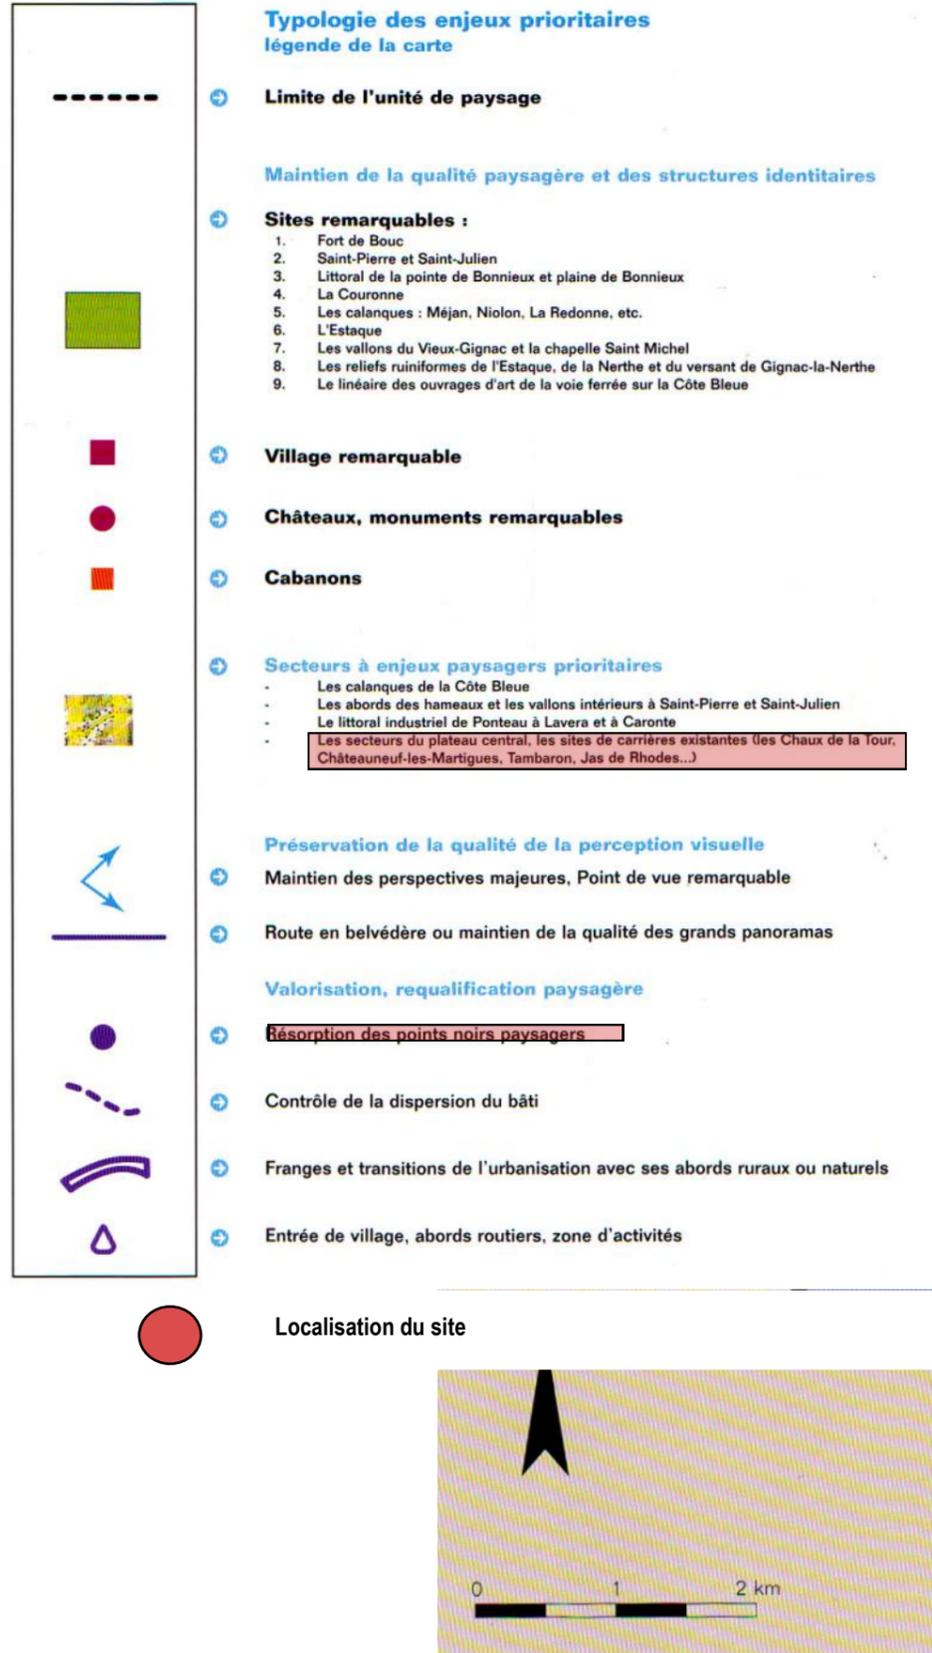 Typologie des enjeux prioritaires
légende de la carte
Limite de l'unité de paysage
Maintien de la qualité paysagère et des structures identitaires
Sites remarquables :
1. Fort de Bouc
2. Saint-Pierre et Saint-Julien
3. Littoral de la pointe de Bonnieux et plaine de Bonnieux
4. La Couronne
5. Les calanques : Méjan, Niolon, La Redonne, etc.
6. L'Estaque
7. Les vallons du Vieux-Gignac et la chapelle Saint Michel
8. Les reliefs ruiniformes de l'Estaque, de la Nerthe et du versant de Gignac-la-Nerthe
9. Le linéaire des ouvrages d'art de la voie ferrée sur la Côte Bleue
Village remarquable
Châteaux, monuments remarquables
Cabanons
Secteurs à enjeux paysagers prioritaires
- Les calanques de la Côte Bleue
- Les abords des hameaux et les vallons intérieurs à Saint-Pierre et Saint-Julien
- Le littoral industriel de Ponteau à Lavera et à Caronte
- Les secteurs du plateau central, les sites de carrières existantes (les Chaux de la Tour,
Châteauneuf-les-Martigues, Tambaron, Jas de Rhodes...)
Préservation de la qualité de la perception visuelle
Maintien des perspectives majeures, Point de vue remarquable
Route en belvédère ou maintien de la qualité des grands panoramas
Valorisation, requalification paysagère
Résorption des points noirs paysagers
Contrôle de la dispersion du bâti
Franges et transitions de l'urbanisation avec ses abords ruraux ou naturels
Entrée de village, abords routiers, zone d'activités
Localisation du site
0 1 2 km